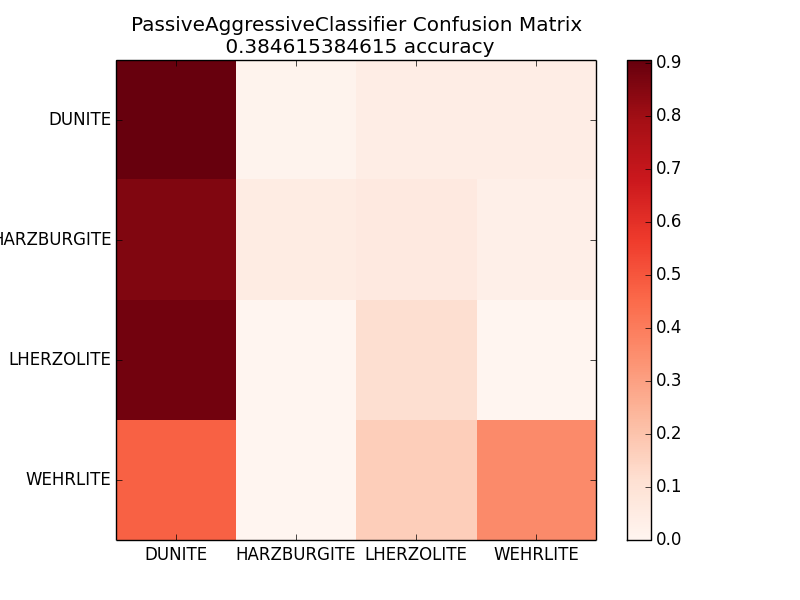 PassiveAggressiveClassifier Confusion Matrix
0.384615384615 accuracy
DUNITE
HARZBURGITE
LHERZOLITE
WEHRLITE
DUNITE HARZBURGITE LHERZOLITE WEHRLITE
0.9
0.8
0.7
0.6
0.5
0.4
0.3
0.2
0.1
0.0